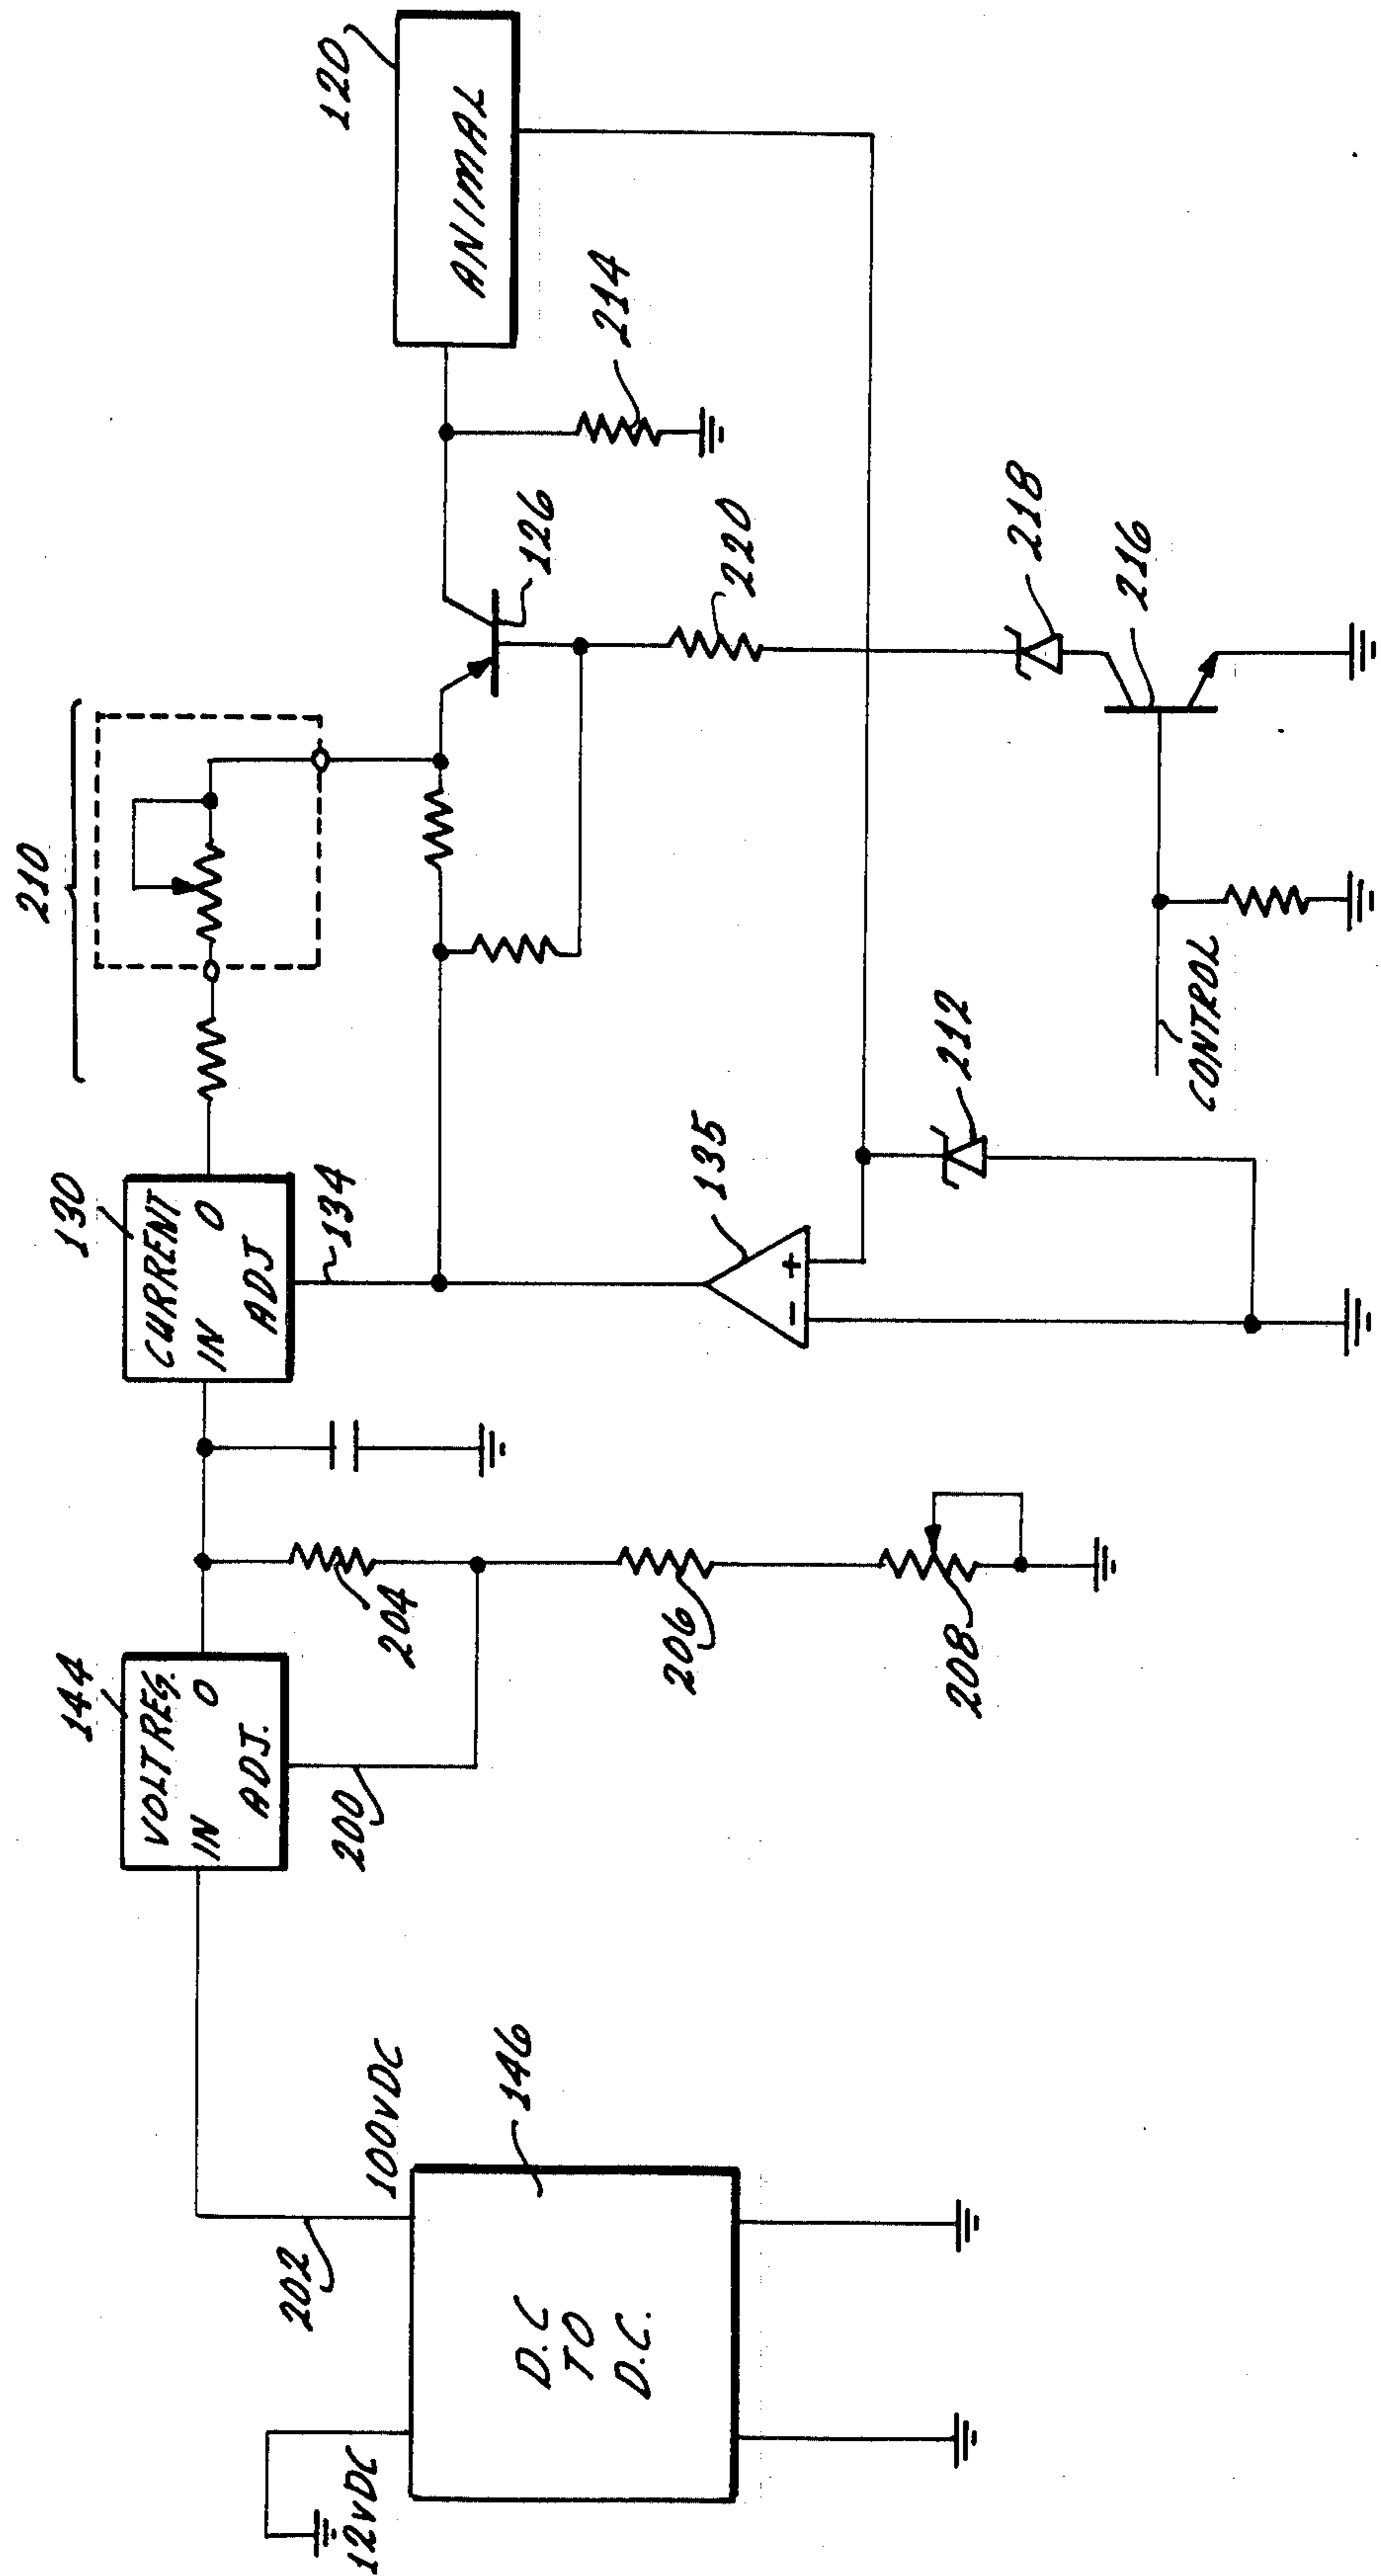 210
120
130
CURRENT
IN O
ADJ
134
144
VOLT REG.
IN O
ADJ.
200
202
100VDC
12VDC
D.C
TO
D.C.
146
204
206
208
135
ANIMAL
126
214
220
212
218
216
CONTROL